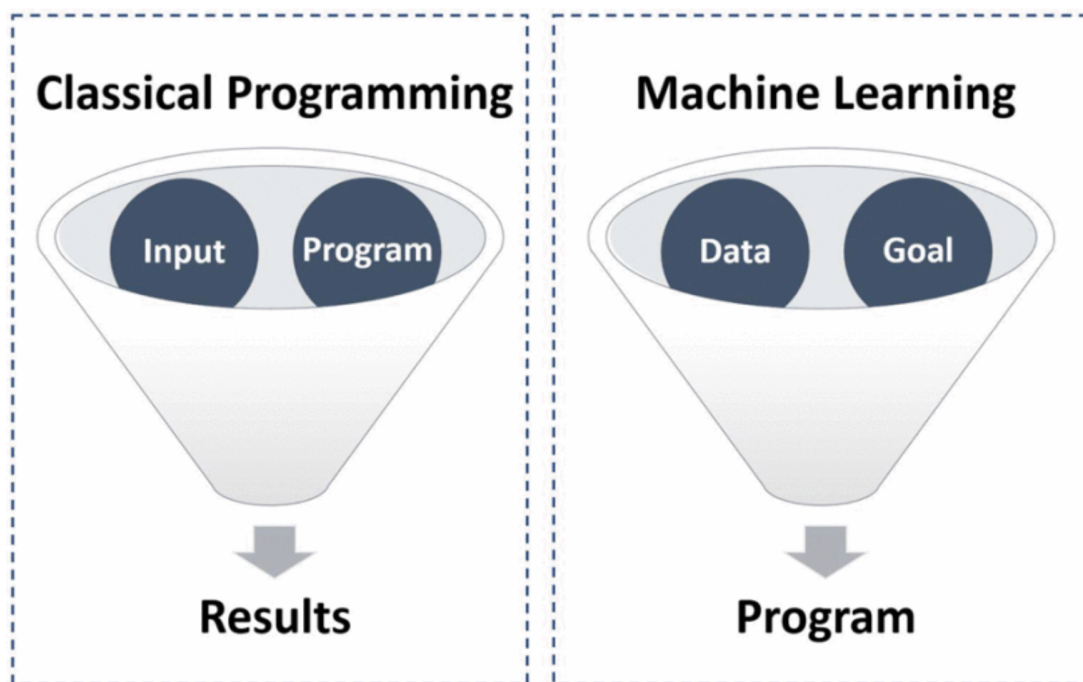 Classical Programming
Input
Program
Results
Machine Learning
Data
Goal
Program